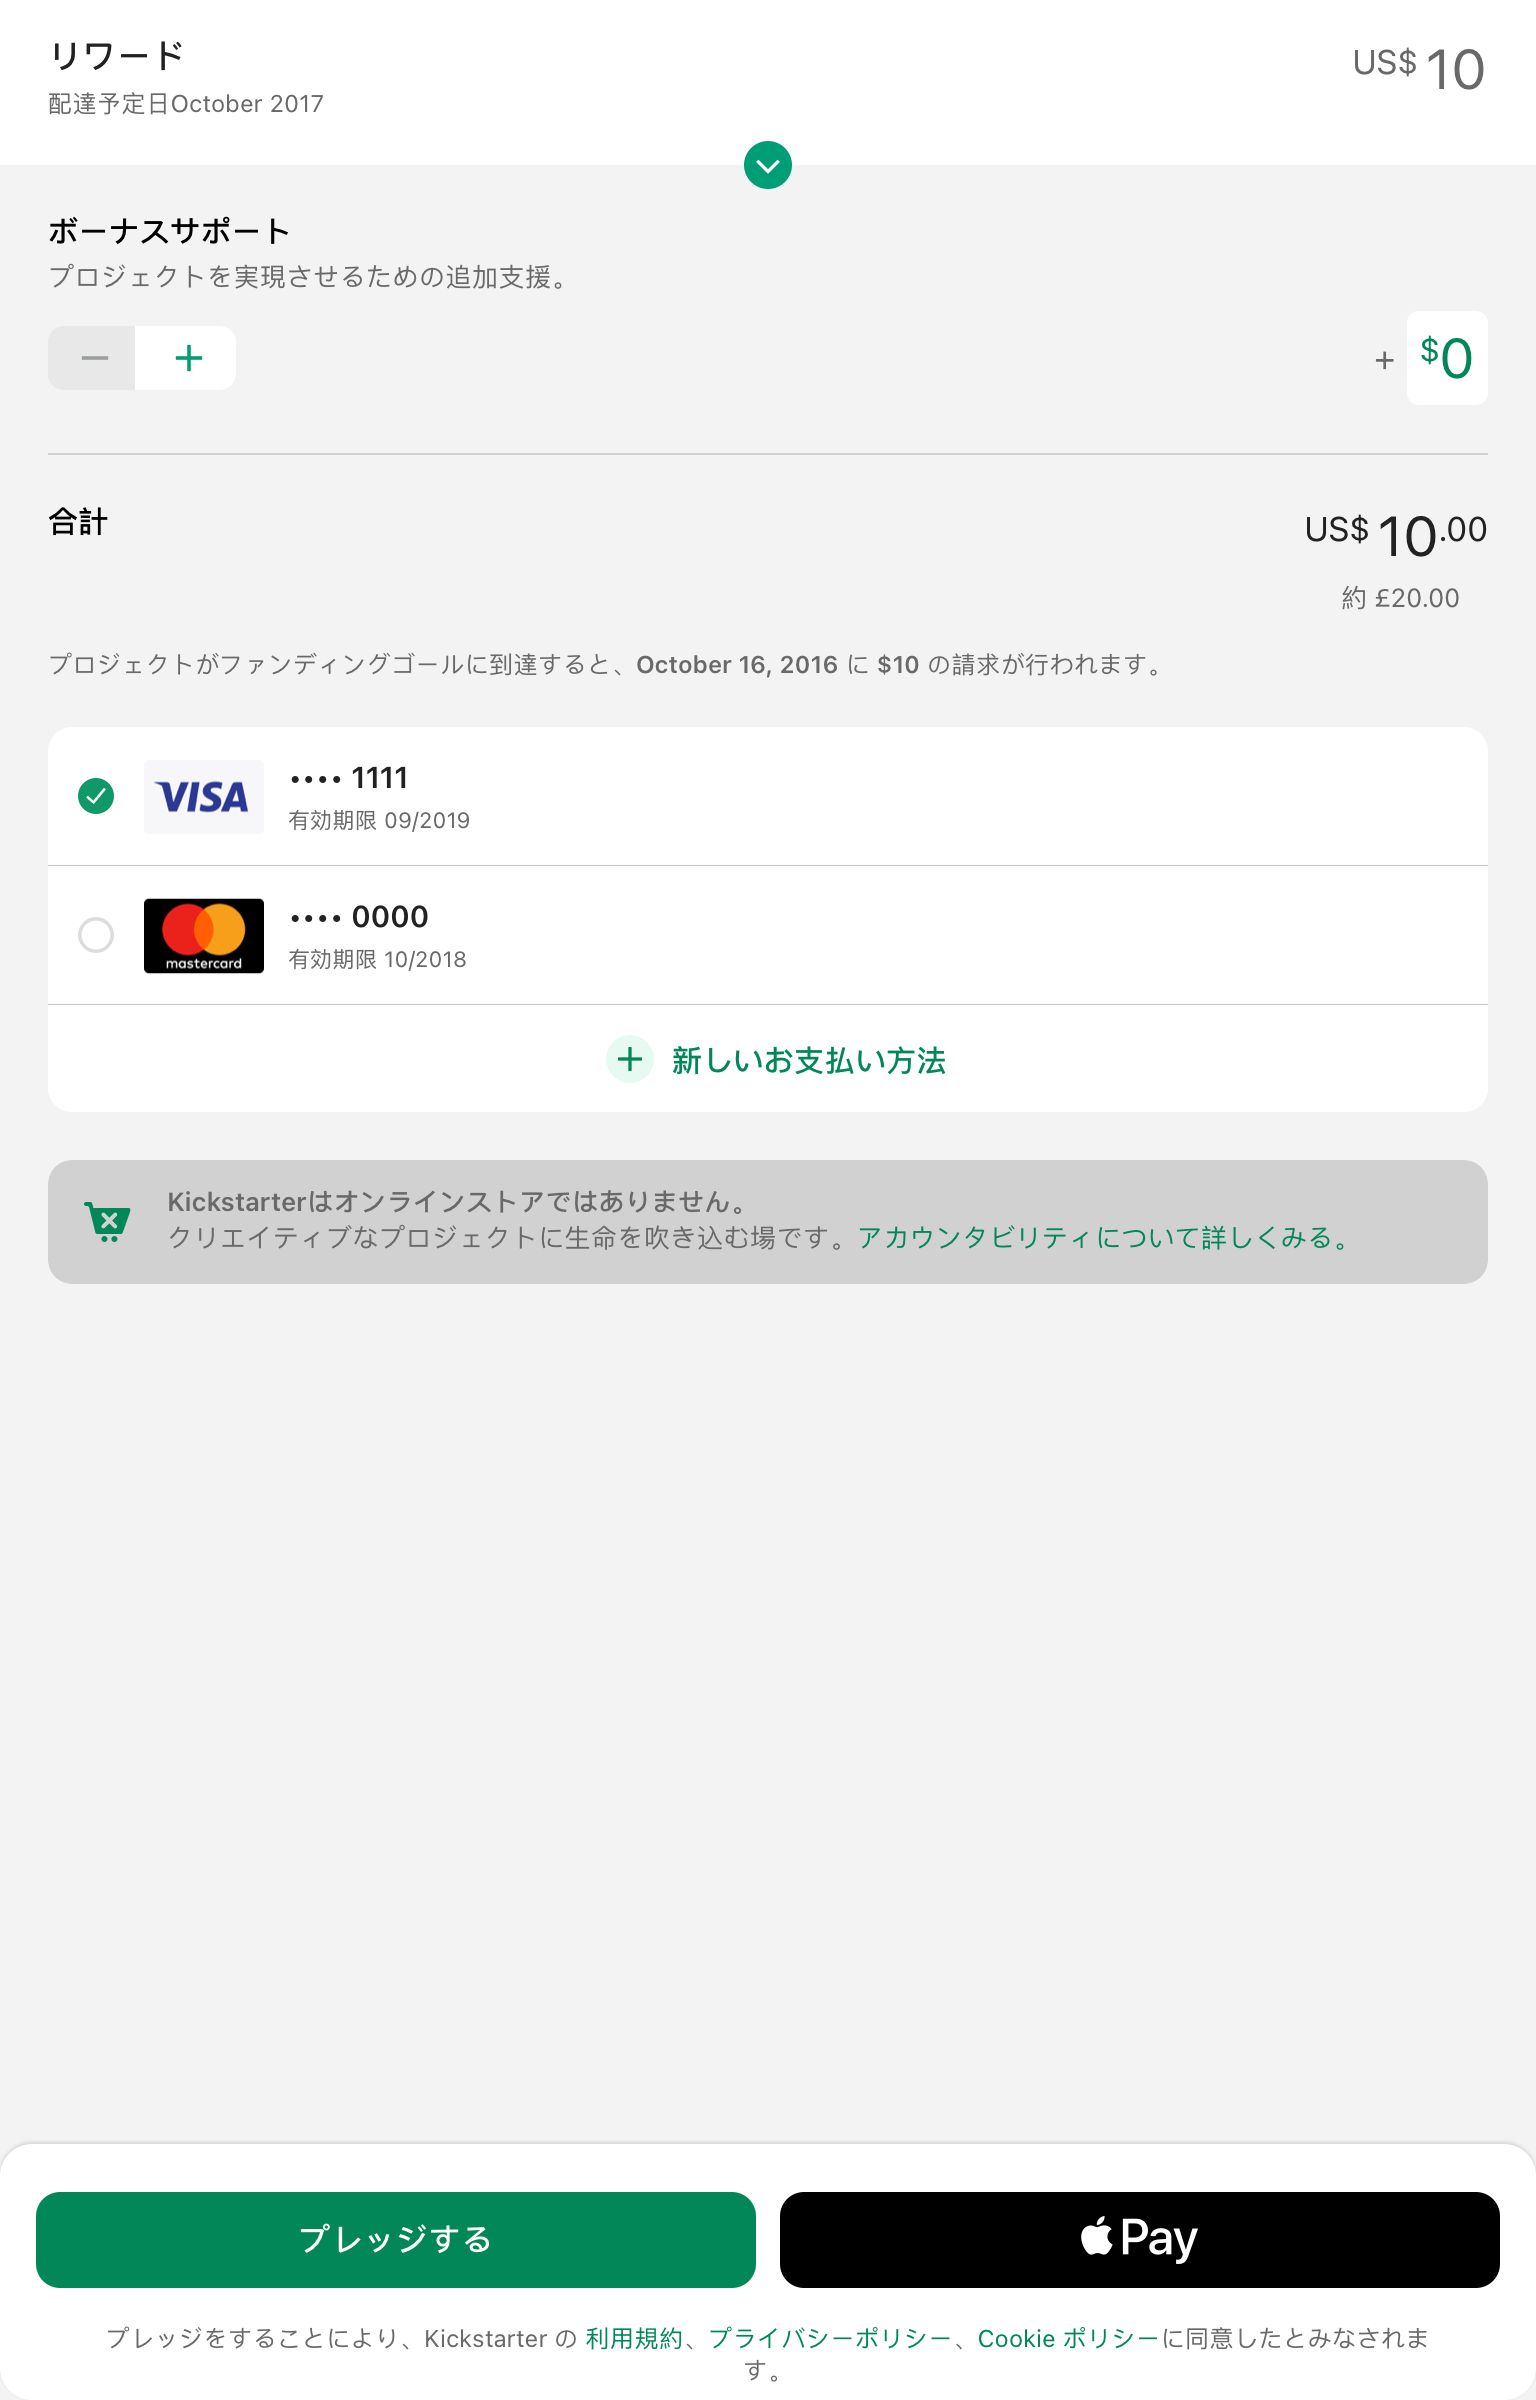 リワード
US$ 10
配達予定日October 2017
ボーナスサポート
プロジェクトを実現させるための追加支援。
− +
+ $0
合計
US$ 10.00
約 £20.00
プロジェクトがファンディングゴールに到達すると、October 16, 2016 に $10 の請求が行われます。
VISA
•••• 1111
有効期限 09/2019
mastercard
•••• 0000
有効期限 10/2018
+ 新しいお支払い方法
Kickstarterはオンラインストアではありません。
クリエイティブなプロジェクトに生命を吹き込む場です。アカウンタビリティについて詳しくみる。
プレッジする
Pay
プレッジをすることにより、Kickstarter の 利用規約、プライバシーポリシー、Cookie ポリシーに同意したとみなされま
す。